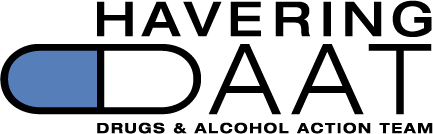 HAVERING
DAAT
DRUGS & ALCOHOL ACTION TEAM